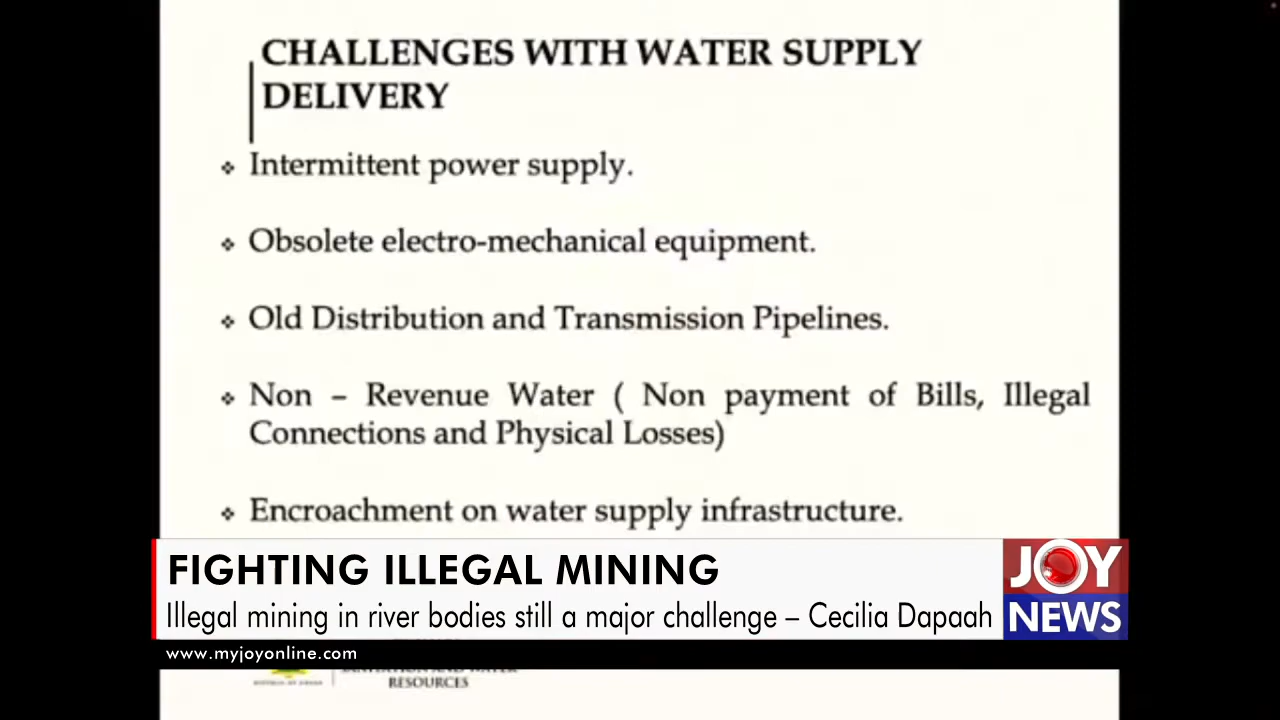 CHALLENGES WITH WATER SUPPLY
DELIVERY
❖ Intermittent power supply.
❖ Obsolete electro-mechanical equipment.
❖ Old Distribution and Transmission Pipelines.
❖ Non – Revenue Water ( Non payment of Bills, Illegal
Connections and Physical Losses)
❖ Encroachment on water supply infrastructure.
FIGHTING ILLEGAL MINING
Illegal mining in river bodies still a major challenge – Cecilia Dapaah
JOY
NEWS
www.myjoyonline.com
RESOURCES